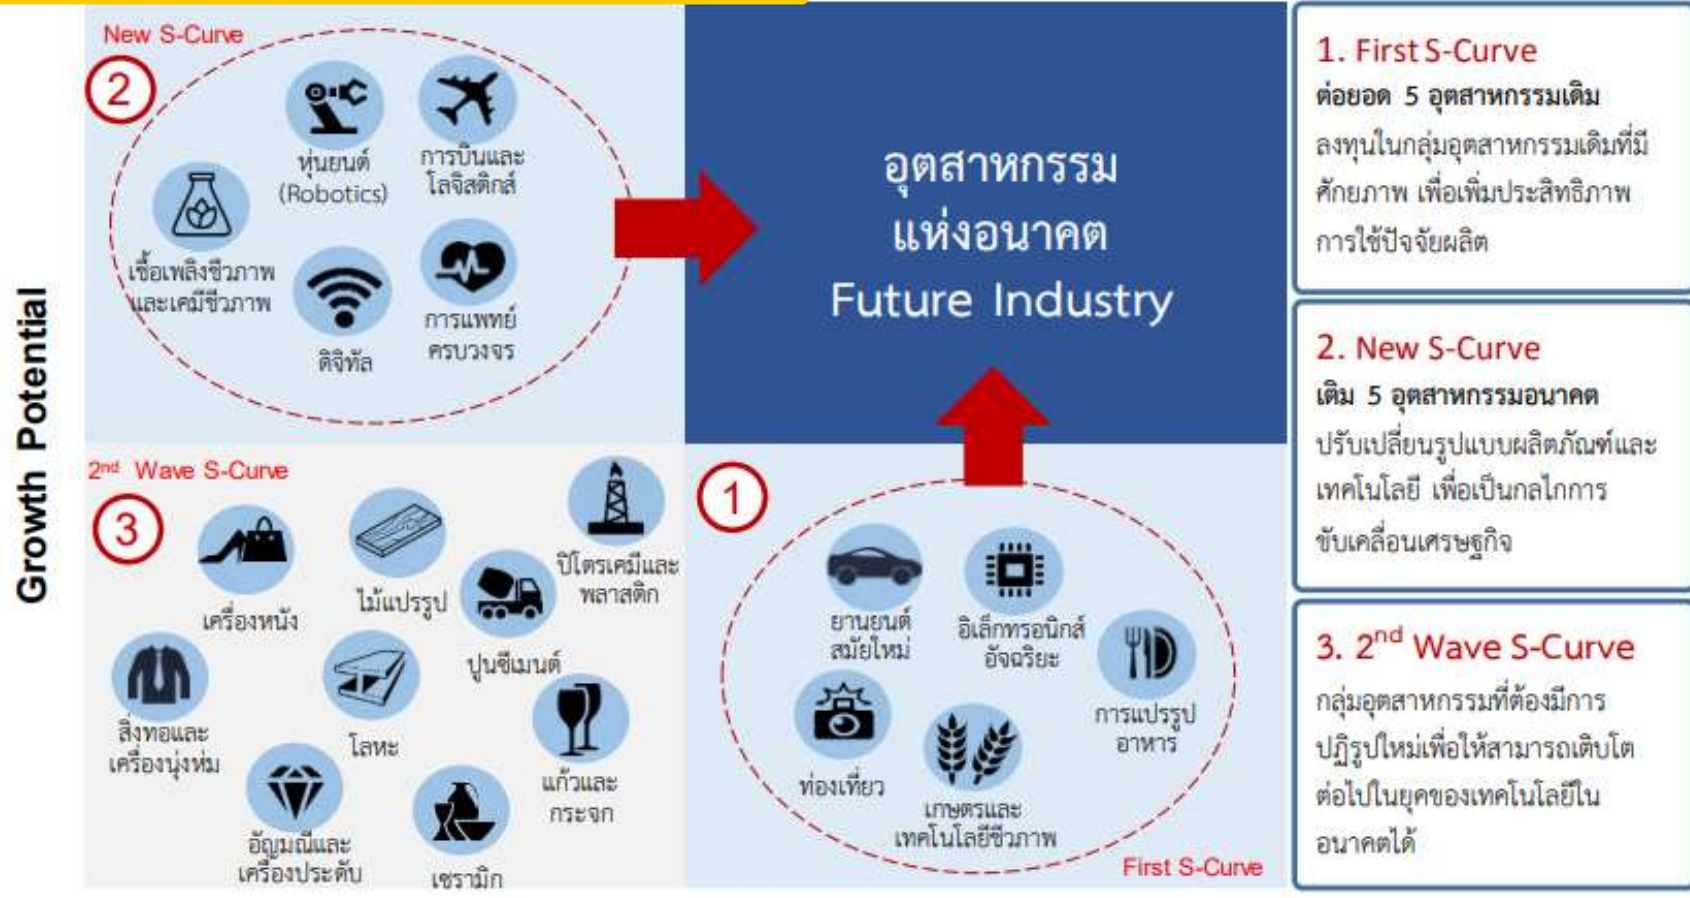 Growth Potential
New S-Curve
2
หุ่นยนต์
(Robotics)
การบินและ
โลจิสติกส์
เชื้อเพลิงชีวภาพ
และเคมีชีวภาพ
ดิจิทัล
การแพทย์
ครบวงจร
อุตสาหกรรม
แห่งอนาคต
Future Industry
2nd Wave S-Curve
3
เครื่องหนัง
ไม้แปรรูป
ปิโตรเคมีและ
พลาสติก
ปูนซีเมนต์
สิ่งทอและ
เครื่องนุ่งห่ม
โลหะ
แก้วและ
กระจก
อัญมณีและ
เครื่องประดับ
เซรามิก
1
ยานยนต์
สมัยใหม่
อิเล็กทรอนิกส์
อัจฉริยะ
การแปรรูป
อาหาร
ท่องเที่ยว
เกษตรและ
เทคโนโลยีชีวภาพ
First S-Curve
1. First S-Curve
ต่อยอด 5 อุตสาหกรรมเดิม
ลงทุนในกลุ่มอุตสาหกรรมเดิมที่มี
ศักยภาพ เพื่อเพิ่มประสิทธิภาพ
การใช้ปัจจัยผลิต
2. New S-Curve
เติม 5 อุตสาหกรรมอนาคต
ปรับเปลี่ยนรูปแบบผลิตภัณฑ์และ
เทคโนโลยี เพื่อเป็นกลไกการ
ขับเคลื่อนเศรษฐกิจ
3. 2nd Wave S-Curve
กลุ่มอุตสาหกรรมที่ต้องมีการ
ปฏิรูปใหม่เพื่อให้สามารถเติบโต
ต่อไปในยุคของเทคโนโลยีใน
อนาคตได้